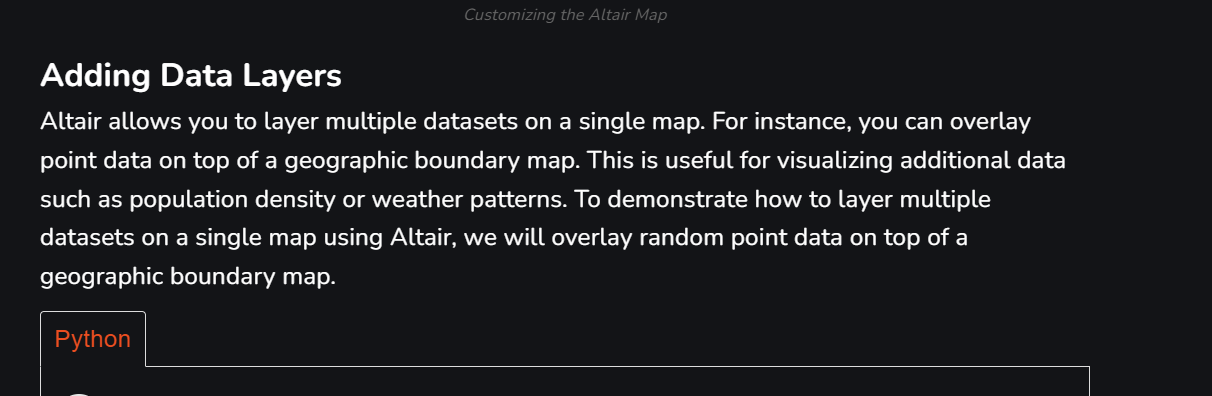 Customizing the Altair Map
Adding Data Layers
Altair allows you to layer multiple datasets on a single map. For instance, you can overlay
point data on top of a geographic boundary map. This is useful for visualizing additional data
such as population density or weather patterns. To demonstrate how to layer multiple
datasets on a single map using Altair, we will overlay random point data on top of a
geographic boundary map.
Python